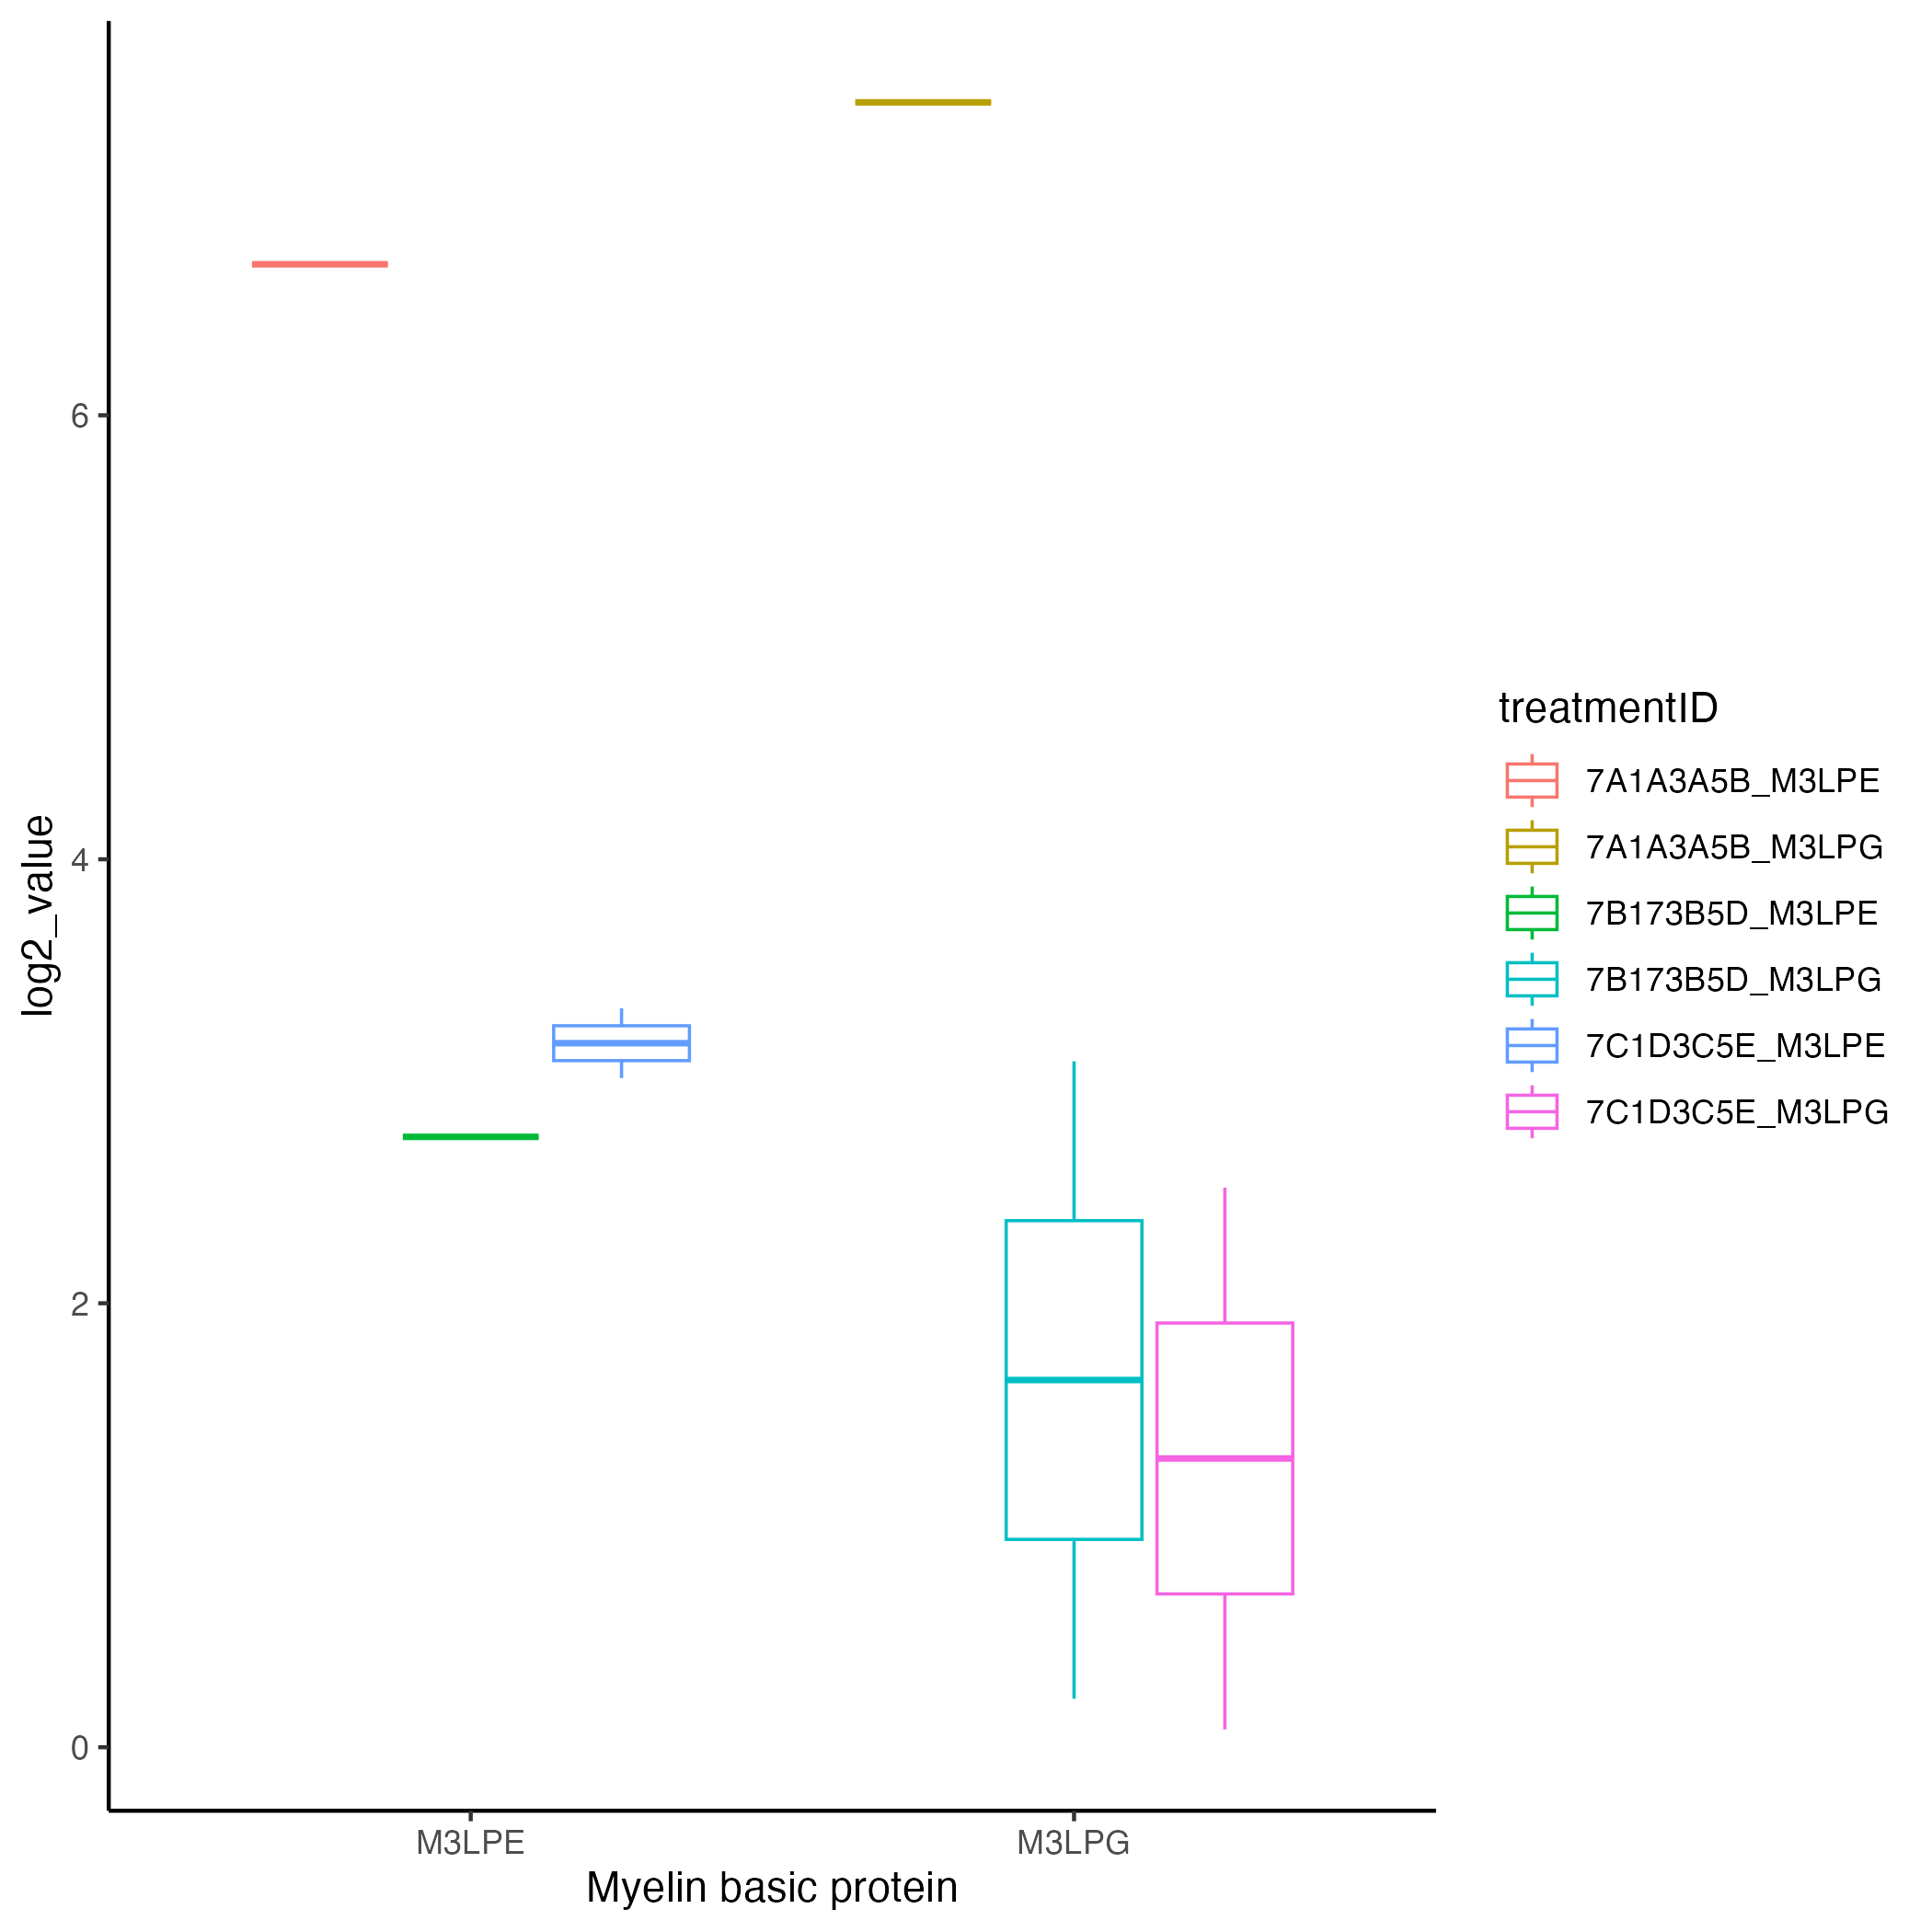 log2_value
6
4
2
0
M3LPE
M3LPG
Myelin basic protein
treatmentID
7A1A3A5B_M3LPE
7A1A3A5B_M3LPG
7B173B5D_M3LPE
7B173B5D_M3LPG
7C1D3C5E_M3LPE
7C1D3C5E_M3LPG